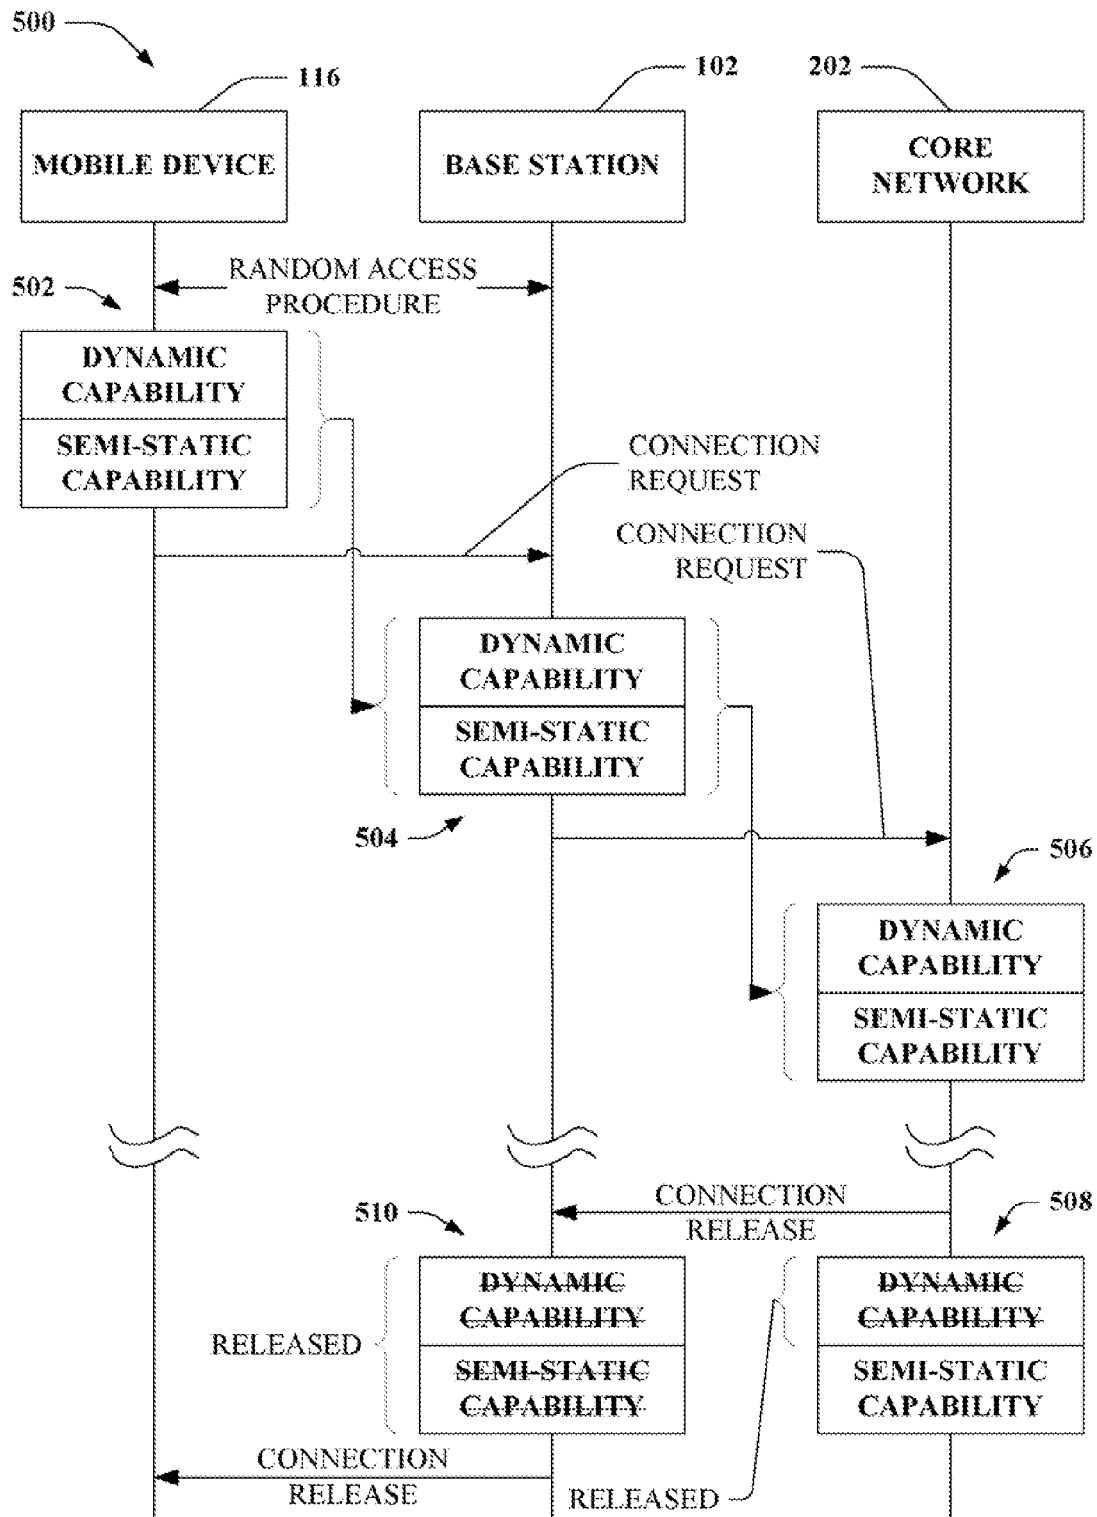 500
116
102
202
MOBILE DEVICE
BASE STATION
CORE
NETWORK
RANDOM ACCESS
PROCEDURE
502
DYNAMIC
CAPABILITY
SEMI-STATIC
CAPABILITY
CONNECTION
REQUEST
CONNECTION
REQUEST
DYNAMIC
CAPABILITY
SEMI-STATIC
CAPABILITY
504
506
DYNAMIC
CAPABILITY
SEMI-STATIC
CAPABILITY
CONNECTION
RELEASE
510
508
DYNAMIC
CAPABILITY
SEMI-STATIC
CAPABILITY
RELEASED
DYNAMIC
CAPABILITY
SEMI-STATIC
CAPABILITY
CONNECTION
RELEASE
RELEASED